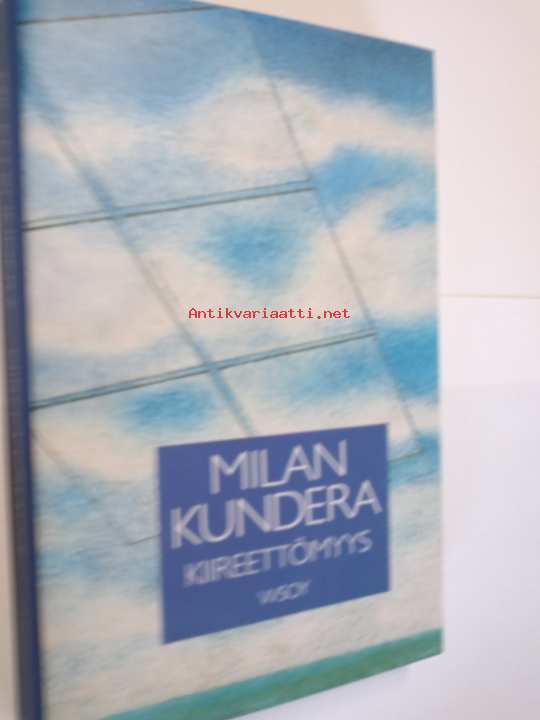 Antikvariaatti.net
MILAN
KUNDERA
KIIREETTÖMYYS
WSOY